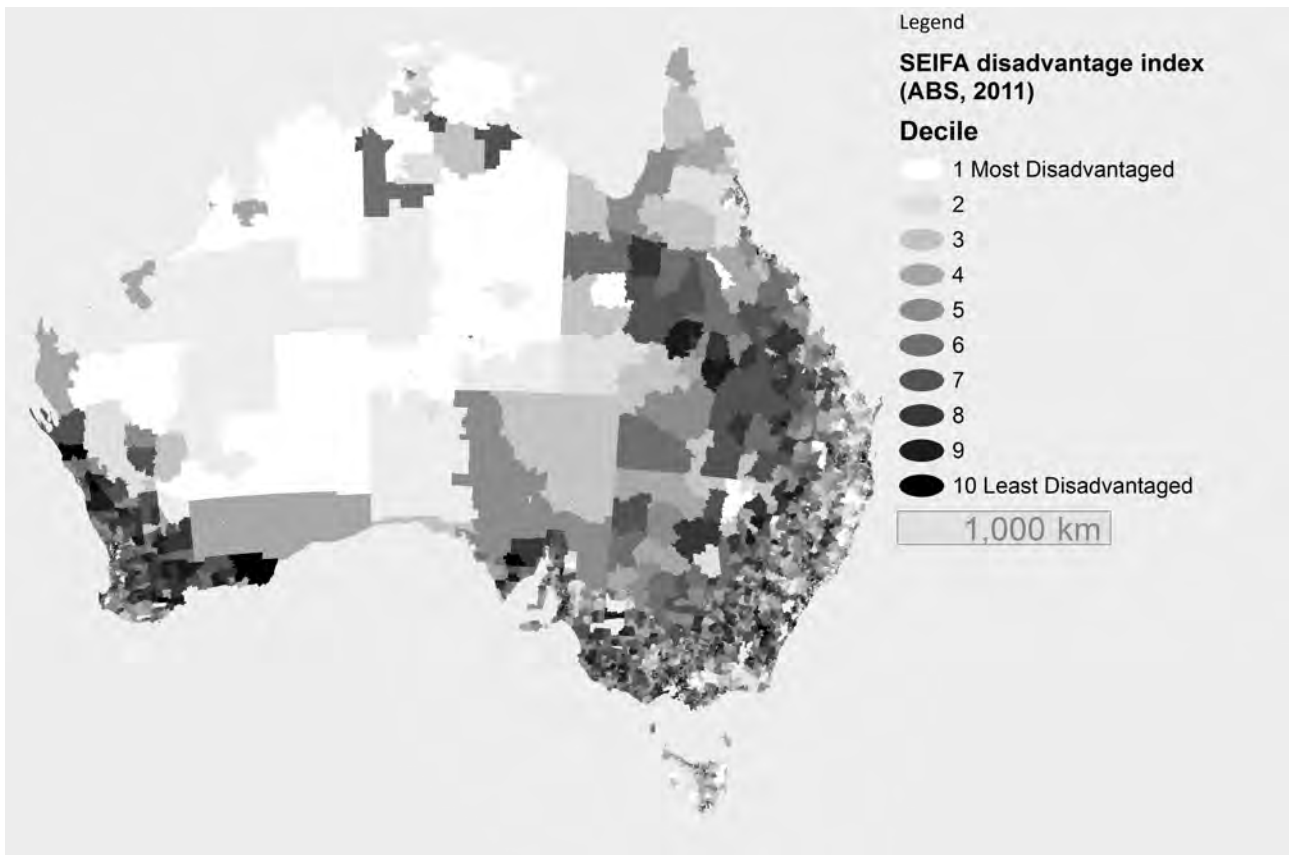 Legend
SEIFA disadvantage index
(ABS, 2011)
Decile
1 Most Disadvantaged
2
3
4
5
6
7
8
9
10 Least Disadvantaged
1,000 km